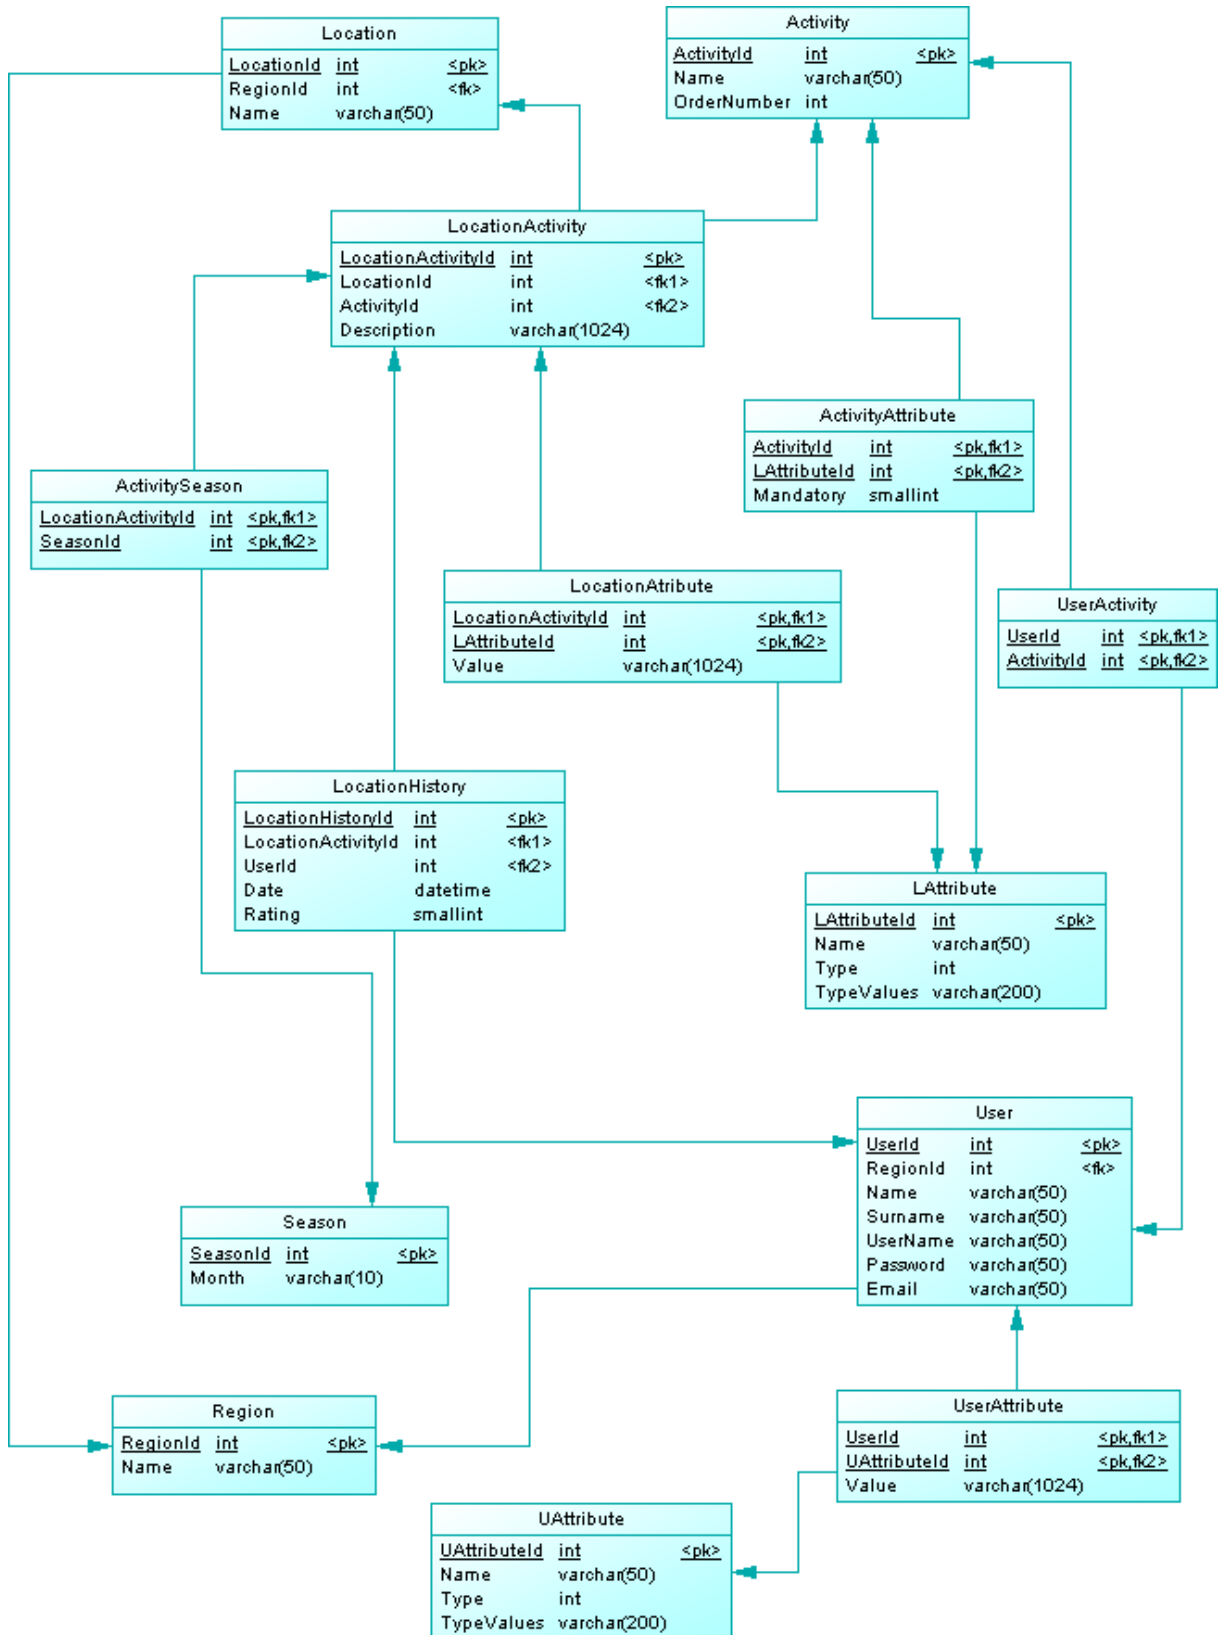 Location
LocationId int <pk>
RegionId int <fk>
Name varchar(50)
Activity
ActivityId int <pk>
Name varchar(50)
OrderNumber int
LocationActivity
LocationActivityId int <pk>
LocationId int <fk1>
ActivityId int <fk2>
Description varchar(1024)
ActivityAttribute
ActivityId int <pk,fk1>
LAttributeId int <pk,fk2>
Mandatory smallint
ActivitySeason
LocationActivityId int <pk,fk1>
SeasonId int <pk,fk2>
LocationAtribute
LocationActivityId int <pk,fk1>
LAttributeId int <pk,fk2>
Value varchar(1024)
UserActivity
UserId int <pk,fk1>
ActivityId int <pk,fk2>
LocationHistory
LocationHistoryId int <pk>
LocationActivityId int <fk1>
UserId int <fk2>
Date datetime
Rating smallint
LAttribute
LAttributeId int <pk>
Name varchar(50)
Type int
TypeValues varchar(200)
User
UserId int <pk>
RegionId int <fk>
Name varchar(50)
Surname varchar(50)
UserName varchar(50)
Password varchar(50)
Email varchar(50)
Season
SeasonId int <pk>
Month varchar(10)
Region
RegionId int <pk>
Name varchar(50)
UserAttribute
UserId int <pk,fk1>
UAttributeId int <pk,fk2>
Value varchar(1024)
UAttribute
UAttributeId int <pk>
Name varchar(50)
Type int
TypeValues varchar(200)